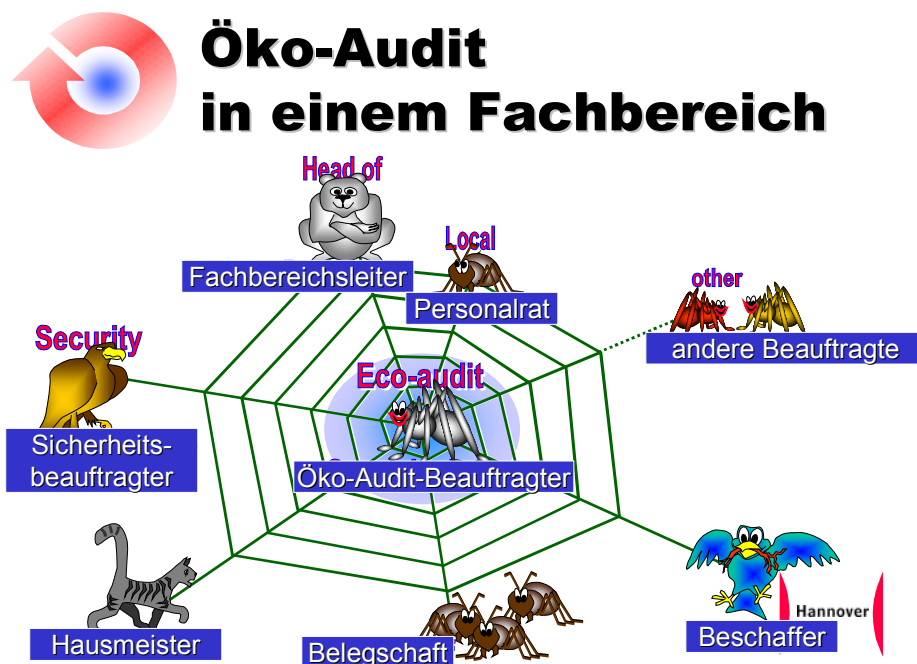 Öko-Audit
in einem Fachbereich
Head of
Fachbereichsleiter
Local
Personalrat
other
andere Beauftragte
Security
Sicherheits-
beauftragter
Eco-audit
Öko-Audit-Beauftragter
Hausmeister
Belegschaft
Beschaffer
Hannover